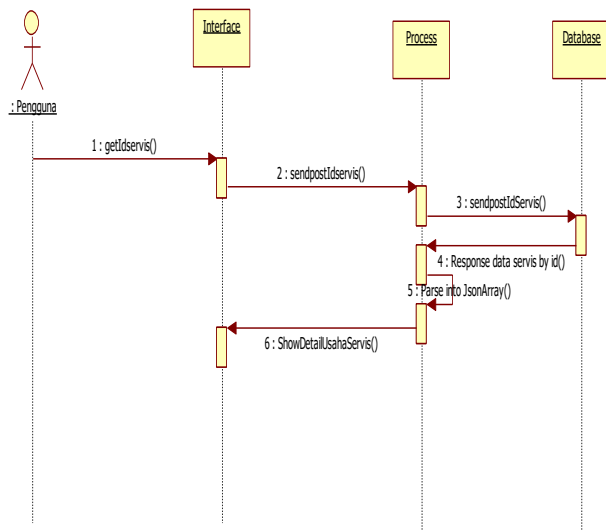 Interface
Process
Database
: Pengguna
1 : getIdservis()
2 : sendpostIdservis()
3 : sendpostIdServis()
4 : Response data servis by id()
5 : Parse into JsonArray()
6 : ShowDetailUsahaServis()